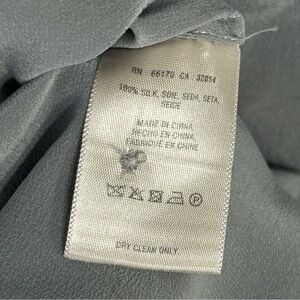 RN 66170 CA 32054
100% SILK, SOIE, SEDA, SETA,
SEIDE
MADE IN CHINA
HECHO EN CHINA
FABRIQUÉ EN CHINE
DRY CLEAN ONLY.